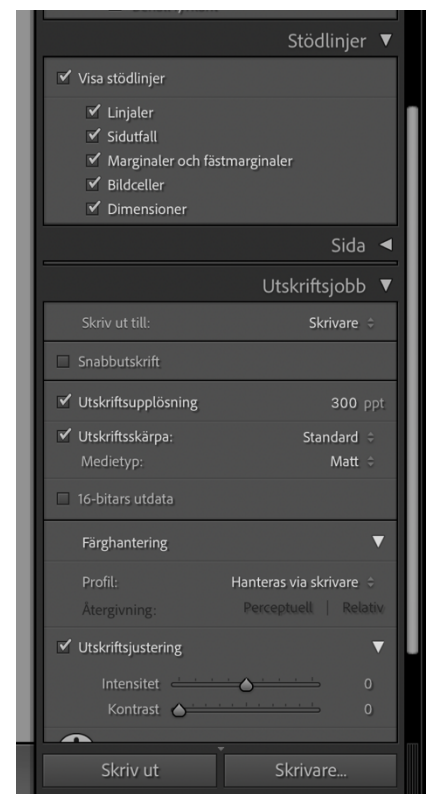 Stödlinjer
Visa stödlinjer
Linjaler
Sidutfall
Marginaler och fästmarginaler
Bildceller
Dimensioner
Sida
Utskriftsjobb
Skriv ut till: Skrivare
Snabbutskrift
Utskriftsupplösning 300 ppt
Utskriftsskärpa: Standard
Medietyp: Matt
16-bitars utdata
Färghantering
Profil: Hanteras via skrivare
Återgivning: Perceptuell | Relativ
Utskriftsjustering
Intensitet 0
Kontrast 0
Skriv ut Skrivare...